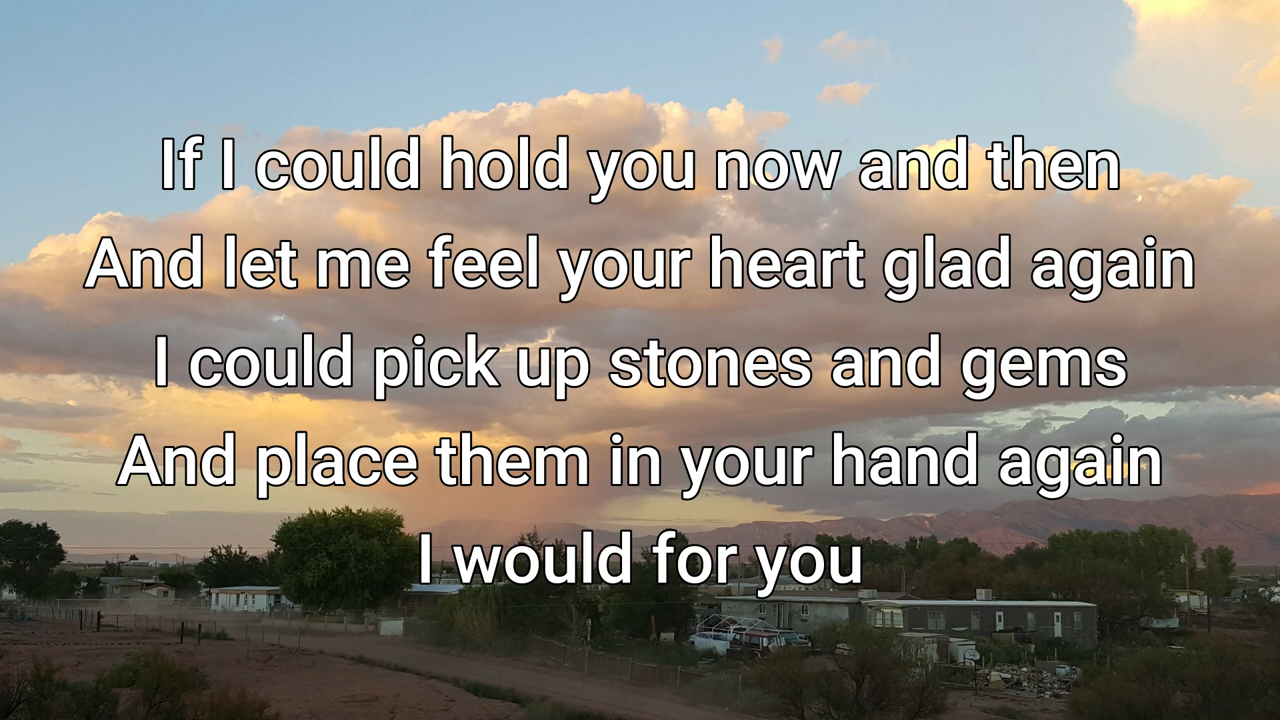 If I could hold you now and then
And let me feel your heart glad again
I could pick up stones and gems
And place them in your hand again
I would for you